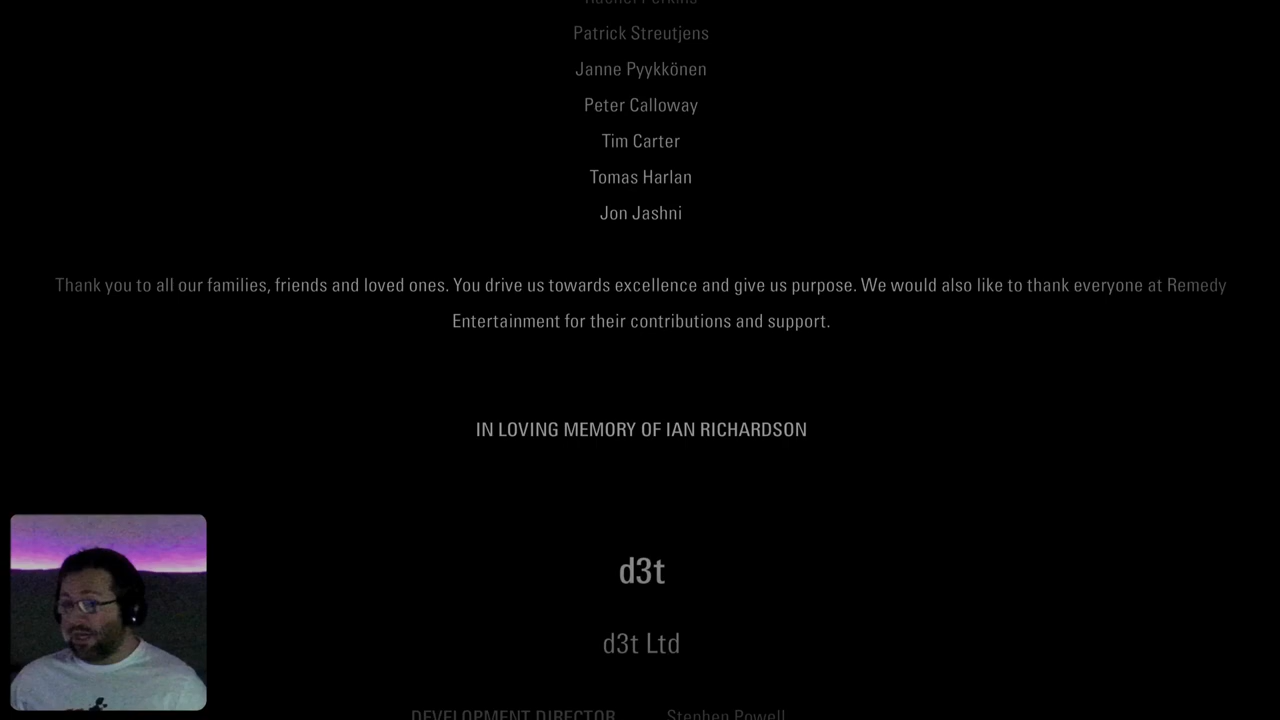 Rachel Perkins
Patrick Streutjens
Janne Pyykkönen
Peter Calloway
Tim Carter
Tomas Harlan
Jon Jashni
Thank you to all our families, friends and loved ones. You drive us towards excellence and give us purpose. We would also like to thank everyone at Remedy
Entertainment for their contributions and support.
IN LOVING MEMORY OF IAN RICHARDSON
d3t
d3t Ltd
DEVELOPMENT DIRECTOR Stephen Powell